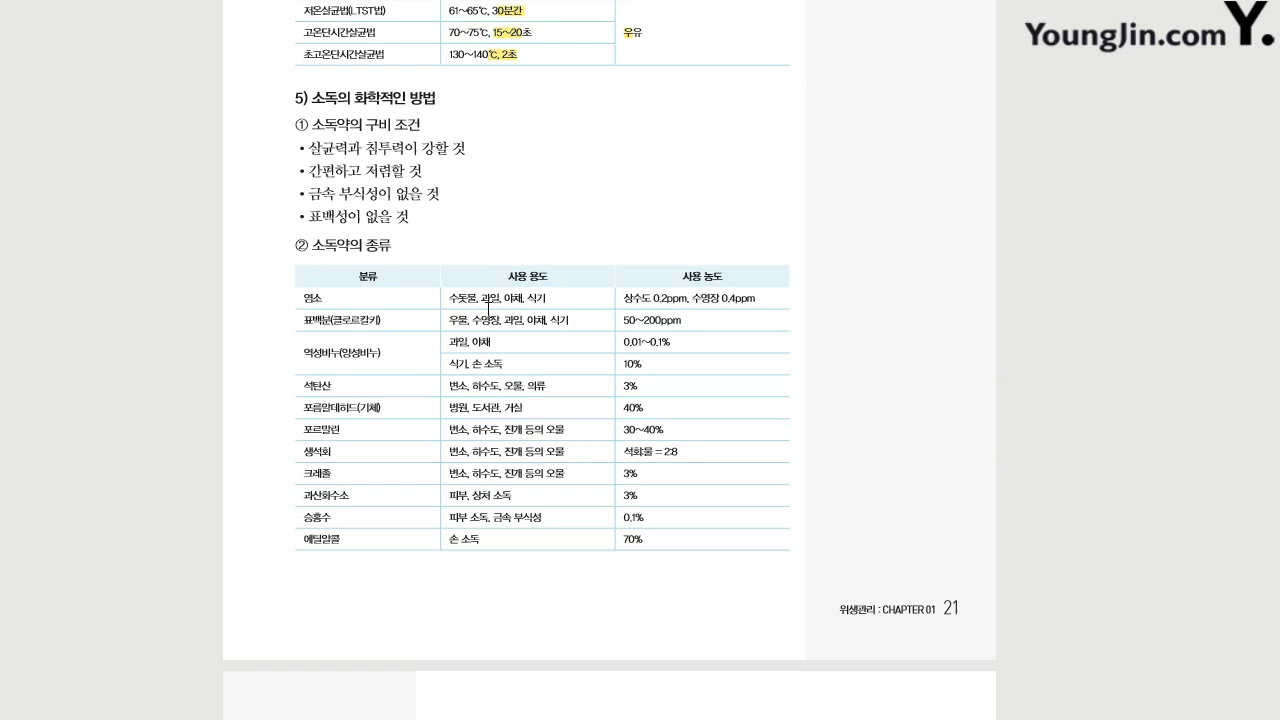 저온살균법(LTST법) 61~65℃, 30분간
고온단시간살균법 70~75℃, 15~20초 우유
초고온단시간살균법 130~140℃, 2초
YoungJin.com Y.
5) 소독의 화학적인 방법
① 소독약의 구비 조건
• 살균력과 침투력이 강할 것
• 간편하고 저렴할 것
• 금속 부식성이 없을 것
• 표백성이 없을 것
② 소독약의 종류
분류 사용 용도 사용 농도
염소 수돗물, 과일, 야채, 식기 상수도 0.2ppm, 수영장 0.4ppm
표백분(클로르칼키) 우물, 수영장, 과일, 야채, 식기 50~200ppm
역성비누(양성비누) 과일, 야채 0.01~0.1%
식기, 손 소독 10%
석탄산 변소, 하수도, 오물, 의류 3%
포름알데히드(기체) 병원, 도서관, 거실 40%
포르말린 변소, 하수도, 진개 등의 오물 30~40%
생석회 변소, 하수도, 진개 등의 오물 석회:물 = 2:8
크레졸 변소, 하수도, 진개 등의 오물 3%
과산화수소 피부, 상처 소독 3%
승홍수 피부 소독, 금속 부식성 0.1%
에틸알콜 손 소독 70%
위생관리 : CHAPTER 01 21